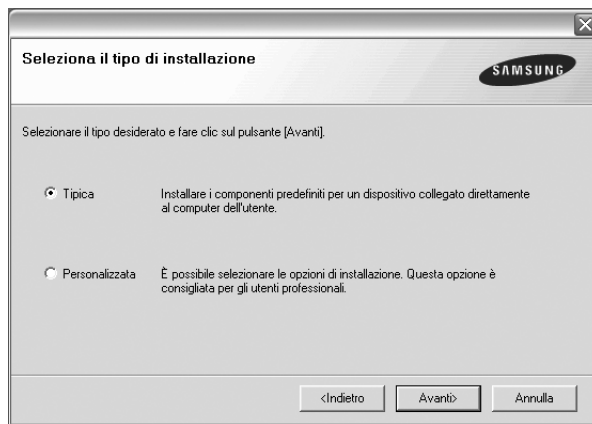 Seleziona il tipo di installazione
SAMSUNG
Selezionare il tipo desiderato e fare clic sul pulsante [Avanti].
Tipica
Installare i componenti predefiniti per un dispositivo collegato direttamente
al computer dell'utente.
Personalizzata
È possibile selezionare le opzioni di installazione. Questa opzione è
consigliata per gli utenti professionali.
<Indietro
Avanti>
Annulla